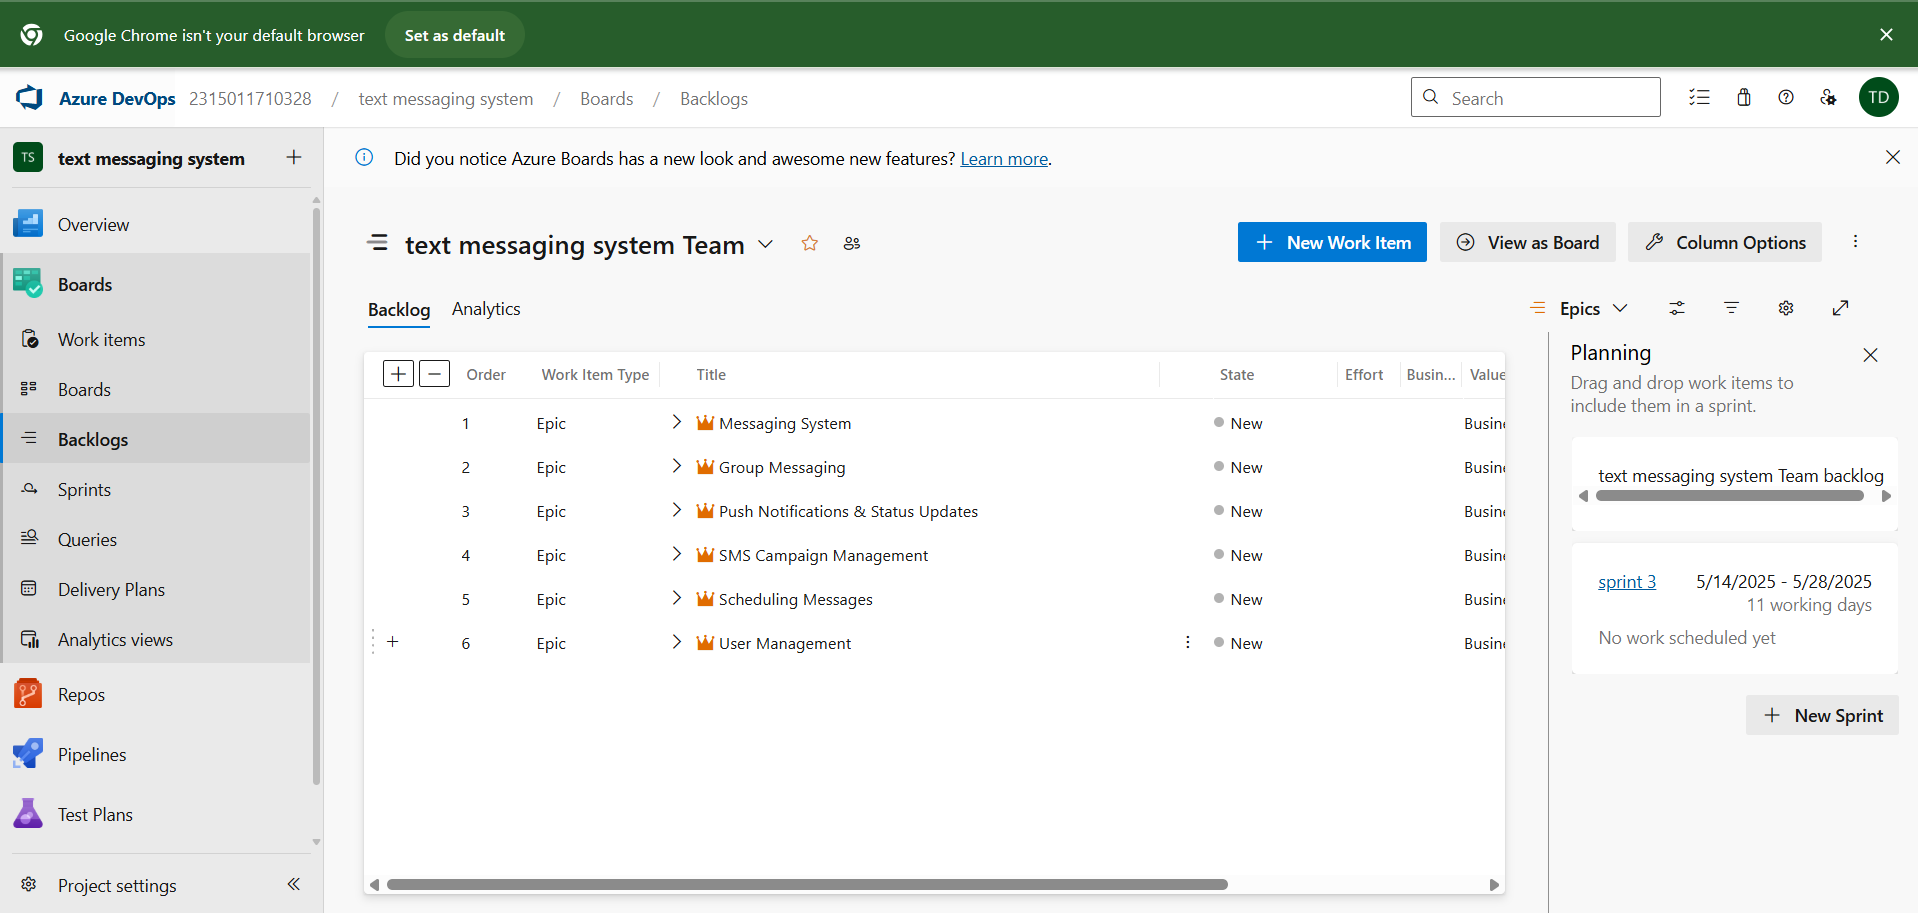 Google Chrome isn't your default browser
Set as default
Azure DevOps 2315011710328 / text messaging system / Boards / Backlogs
Search
TD
TS text messaging system
Did you notice Azure Boards has a new look and awesome new features? Learn more.
Overview
Boards
Work items
Boards
Backlogs
Sprints
Queries
Delivery Plans
Analytics views
Repos
Pipelines
Test Plans
Project settings
text messaging system Team
New Work Item
View as Board
Column Options
Backlog Analytics
Epics
Order Work Item Type Title State Effort Busin... Value
1 Epic Messaging System New Busine
2 Epic Group Messaging New Busine
3 Epic Push Notifications & Status Updates New Busine
4 Epic SMS Campaign Management New Busine
5 Epic Scheduling Messages New Busine
6 Epic User Management New Busine
Planning
Drag and drop work items to
include them in a sprint.
text messaging system Team backlog
sprint 3 5/14/2025 - 5/28/2025
11 working days
No work scheduled yet
New Sprint